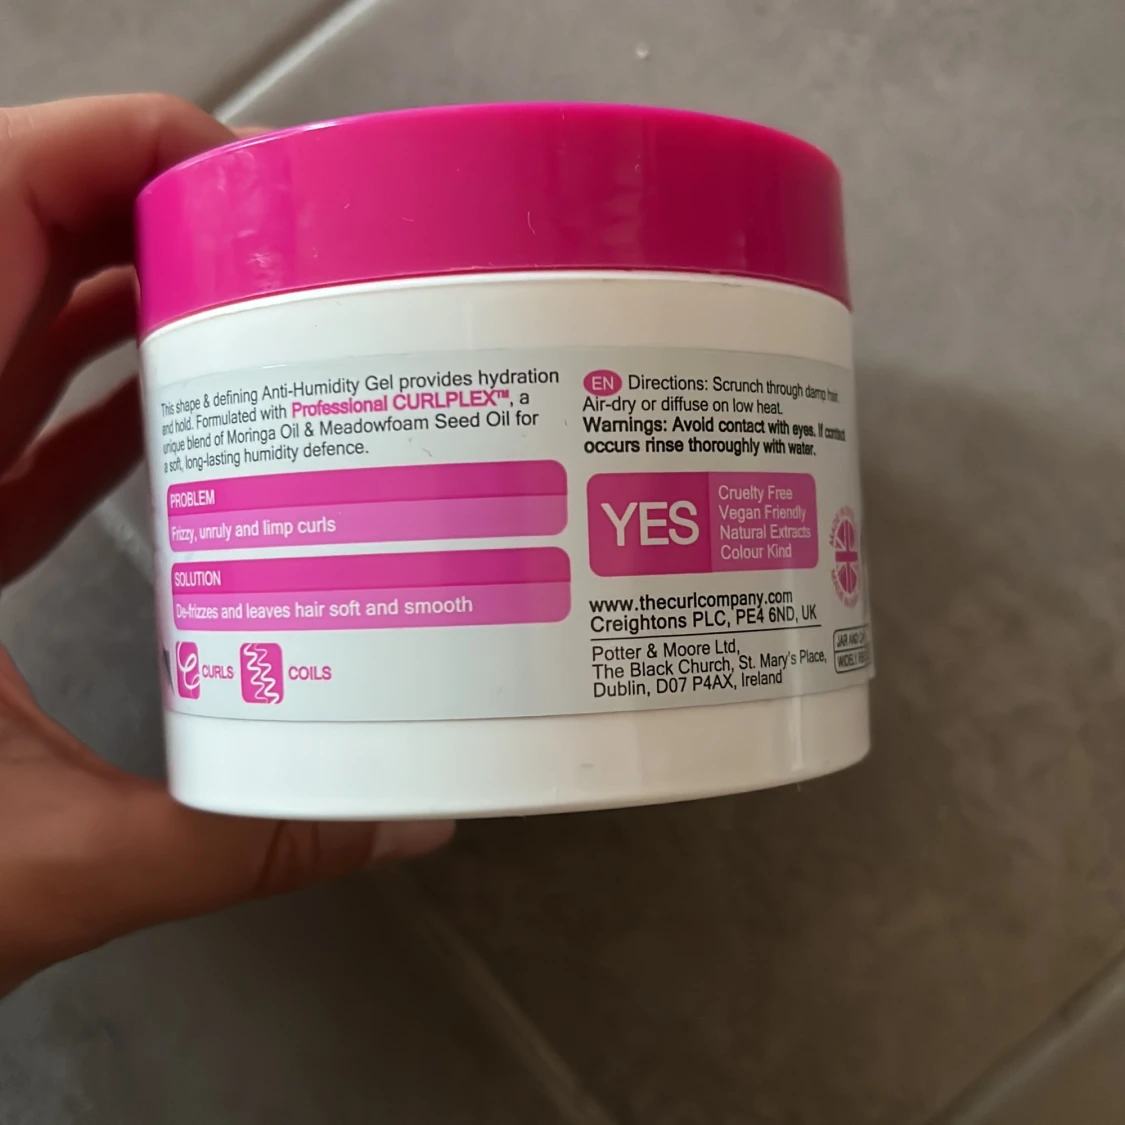 This shape & defining Anti-Humidity Gel provides hydration
and hold. Formulated with Professional CURLPLEX™, a
unique blend of Moringa Oil & Meadowfoam Seed Oil for
a soft, long-lasting humidity defence.
PROBLEM
Frizzy, unruly and limp curls
SOLUTION
De-frizzes and leaves hair soft and smooth
CURLS
COILS
EN Directions: Scrunch through damp hair.
Air-dry or diffuse on low heat.
Warnings: Avoid contact with eyes. If contact
occurs rinse thoroughly with water.
YES
Cruelty Free
Vegan Friendly
Natural Extracts
Colour Kind
www.thecurlcompany.com
Creightons PLC, PE4 6ND, UK
Potter & Moore Ltd,
The Black Church, St. Mary's Place,
Dublin, D07 P4AX, Ireland
JAR AND
WIDELY